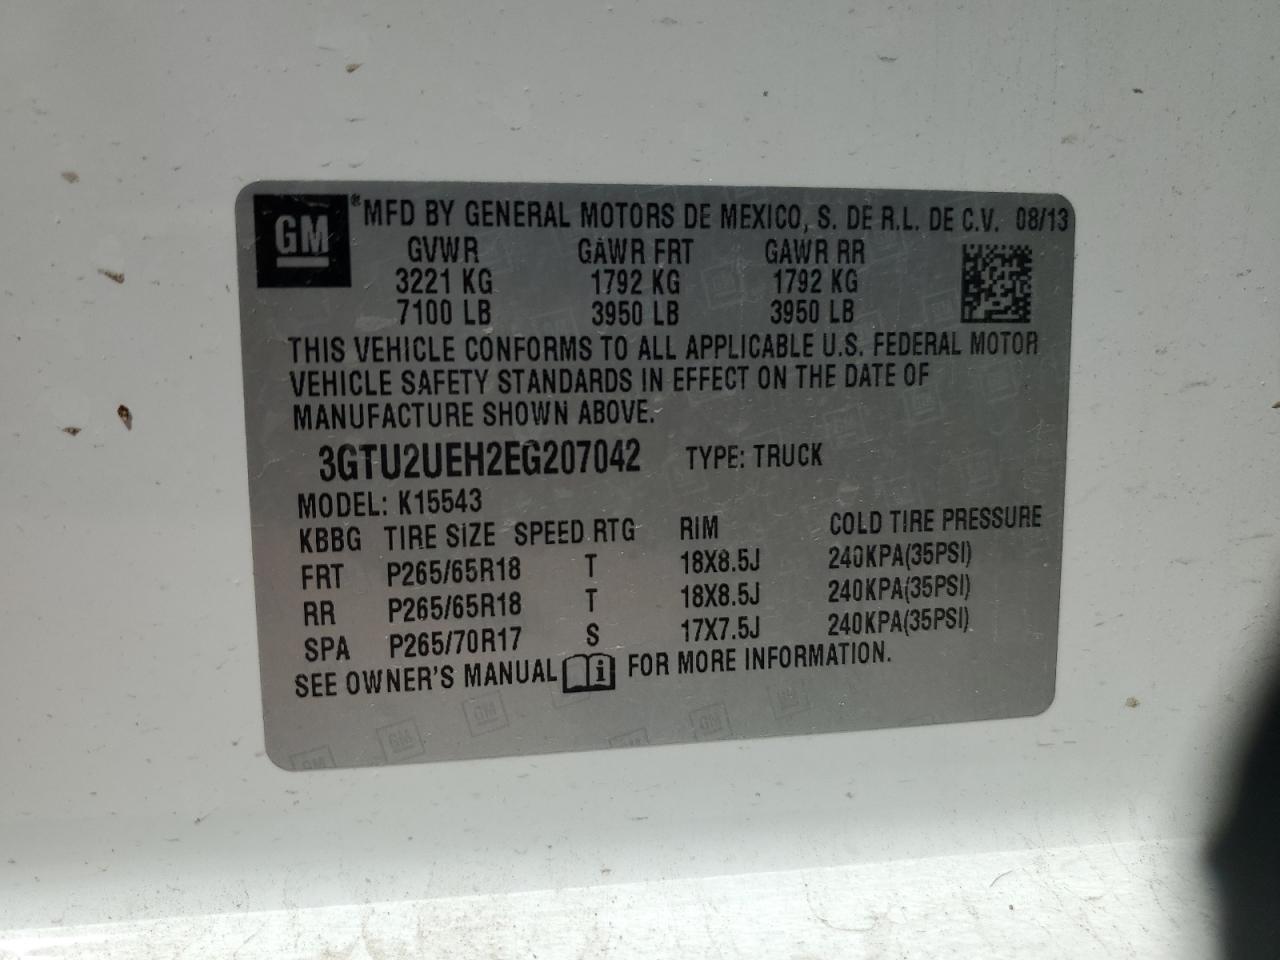 GM ® MFD BY GENERAL MOTORS DE MEXICO, S. DE R.L. DE C.V. 08/13
GVWR GAWR FRT GAWR RR
3221 KG 1792 KG 1792 KG
7100 LB 3950 LB 3950 LB
THIS VEHICLE CONFORMS TO ALL APPLICABLE U.S. FEDERAL MOTOR
VEHICLE SAFETY STANDARDS IN EFFECT ON THE DATE OF
MANUFACTURE SHOWN ABOVE.
3GTU2UEH2EG207042 TYPE: TRUCK
MODEL: K15543
KBBG TIRE SIZE SPEED RTG RIM COLD TIRE PRESSURE
FRT P265/65R18 T 18X8.5J 240KPA(35PSI)
RR P265/65R18 T 18X8.5J 240KPA(35PSI)
SPA P265/70R17 S 17X7.5J 240KPA(35PSI)
SEE OWNER'S MANUAL i FOR MORE INFORMATION.